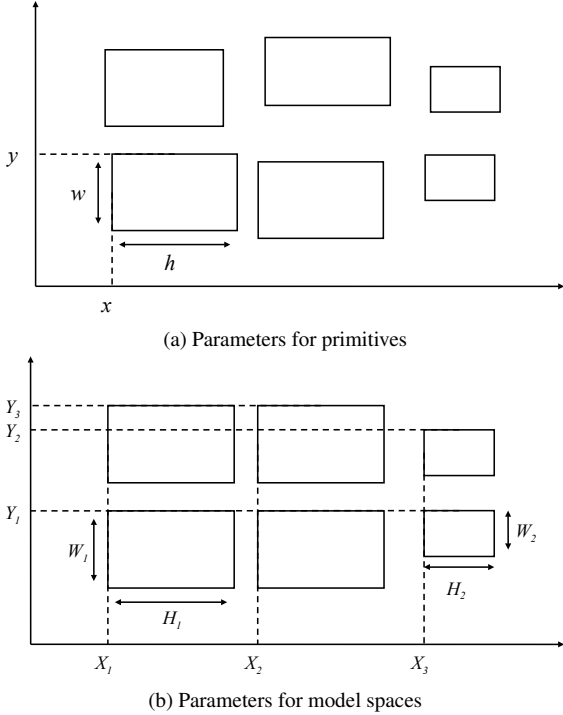 y
w
h
x
(a) Parameters for primitives
Y3
Y2
Y1
W1
W2
H1
H2
X1 X2 X3
(b) Parameters for model spaces